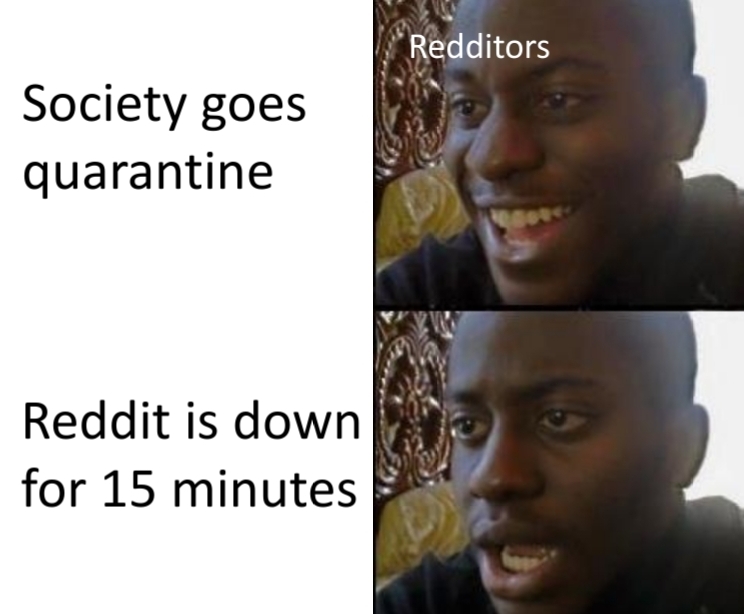 Redditors
Society goes
quarantine
Reddit is down
for 15 minutes